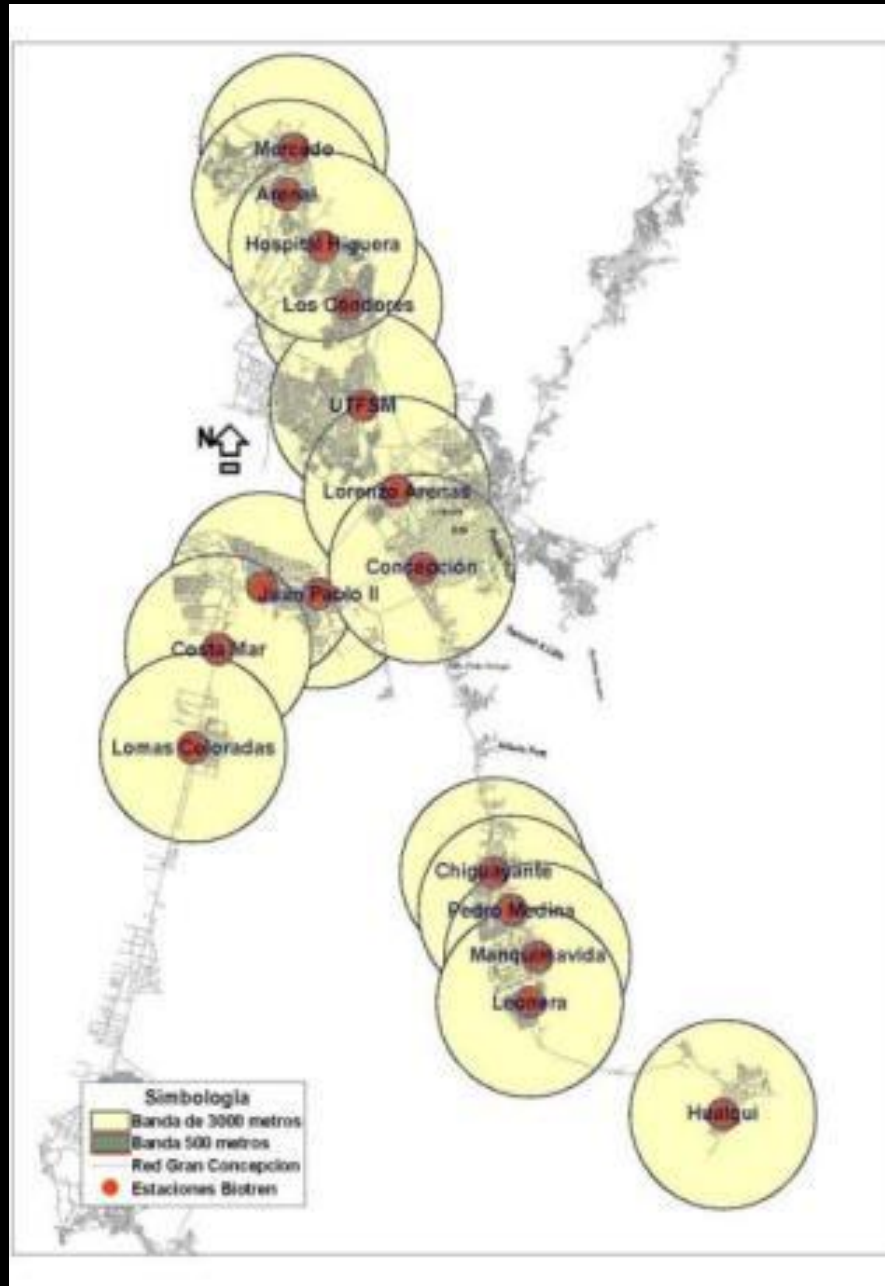 Mercado
Arenal
Hospital Higuera
Los Condores
UTFSM
N
Lorenzo Arenas
Concepción
Juan Pablo II
Costa Mar
Lomas Coloradas
Chiguayante
Pedro Medina
Manquimavida
Leonera
Hualqui
Simbologia
Banda de 3000 metros
Banda 500 metros
Red Gran Concepcion
Estaciones Biotren